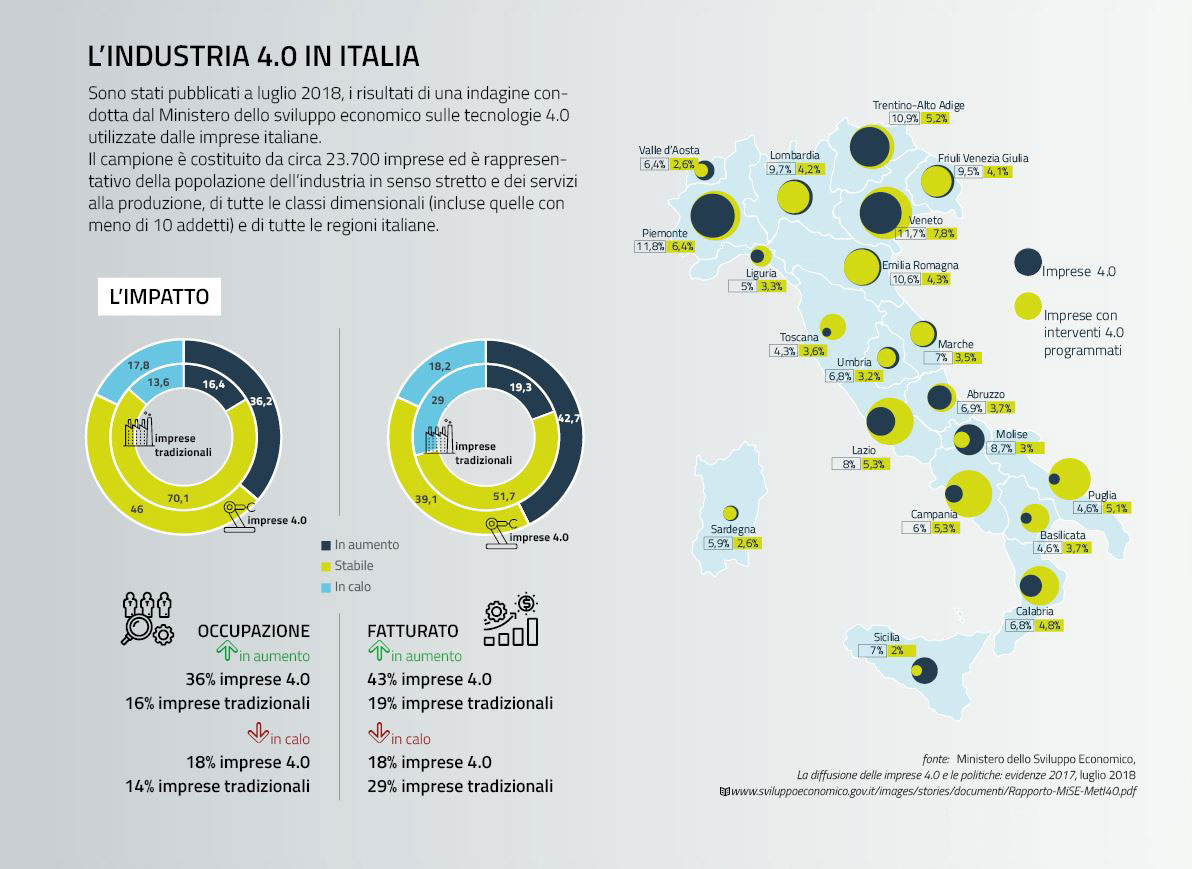 L'INDUSTRIA 4.0 IN ITALIA
Sono stati pubblicati a luglio 2018, i risultati di una indagine con-
dotta dal Ministero dello sviluppo economico sulle tecnologie 4.0
utilizzate dalle imprese italiane.
Il campione è costituito da circa 23.700 imprese ed è rappresen-
tativo della popolazione dell'industria in senso stretto e dei servizi
alla produzione, di tutte le classi dimensionali (incluse quelle con
meno di 10 addetti) e di tutte le regioni italiane.
L'IMPATTO
17,8
13,6
16,4
36,2
imprese
tradizionali
70,1
46
imprese 4.0
18,2
29
19,3
42,7
imprese
tradizionali
39,1
51,7
imprese 4.0
In aumento
Stabile
In calo
OCCUPAZIONE
in aumento
36% imprese 4.0
16% imprese tradizionali
in calo
18% imprese 4.0
14% imprese tradizionali
FATTURATO
in aumento
43% imprese 4.0
19% imprese tradizionali
in calo
18% imprese 4.0
29% imprese tradizionali
Trentino-Alto Adige
10,9% 5,2%
Valle d'Aosta
6,4% 2,6%
Lombardia
9,7% 4,2%
Friuli Venezia Giulia
9,5% 4,1%
Veneto
11,7% 7,8%
Piemonte
11,8% 6,4%
Liguria
5% 3,3%
Emilia Romagna
10,6% 4,3%
Imprese 4.0
Imprese con
interventi 4.0
programmati
Toscana
4,3% 3,6%
Marche
7% 3,5%
Umbria
6,8% 3,2%
Abruzzo
6,9% 3,7%
Lazio
8% 5,3%
Molise
8,7% 3%
Puglia
4,6% 5,1%
Campania
6% 5,3%
Basilicata
4,6% 3,7%
Sardegna
5,9% 2,6%
Calabria
6,8% 4,8%
Sicilia
7% 2%
fonte: Ministero dello Sviluppo Economico,
La diffusione delle imprese 4.0 e le politiche: evidenze 2017, luglio 2018
www.sviluppoeconomico.gov.it/images/stories/documenti/Rapporto-MiSE-MetI40.pdf